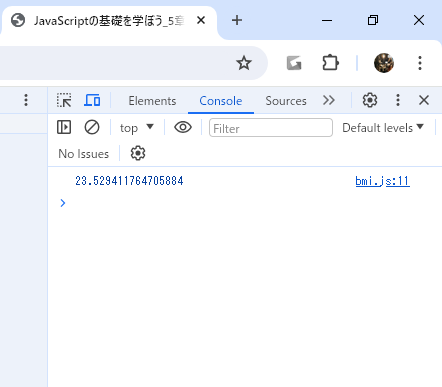 JavaScriptの基礎を学ぼう_5章
Elements Console Sources
top Filter Default levels
No Issues
23.529411764705884 bmi.js:11